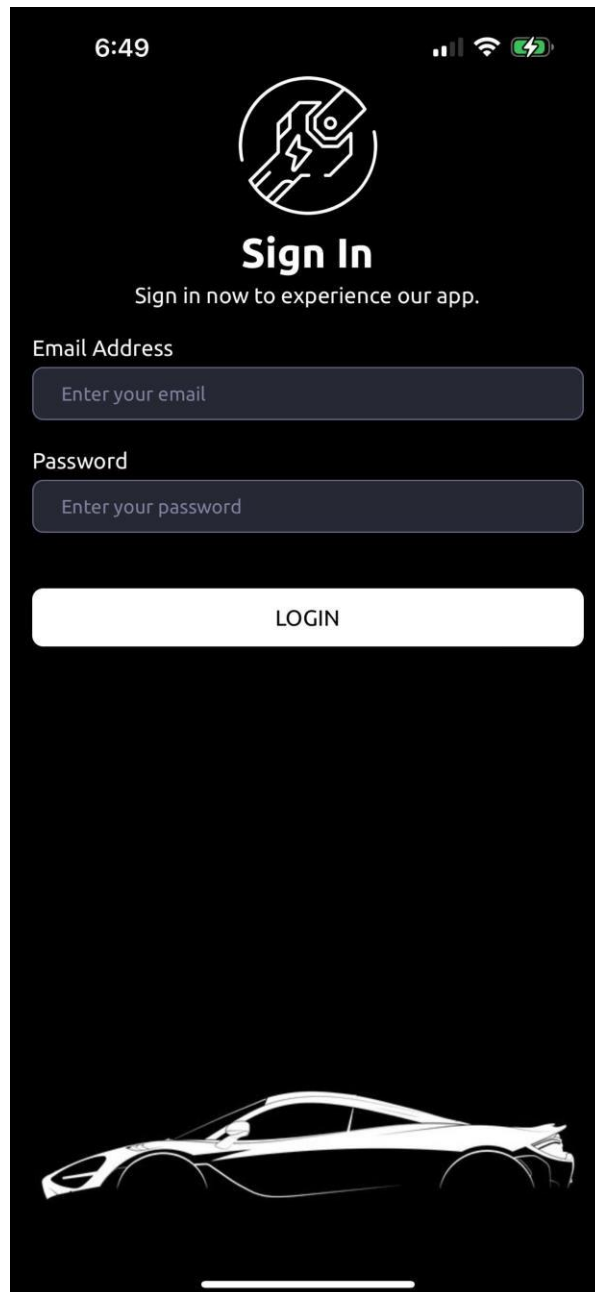 6:49
Sign In
Sign in now to experience our app.
Email Address
Enter your email
Password
Enter your password
LOGIN